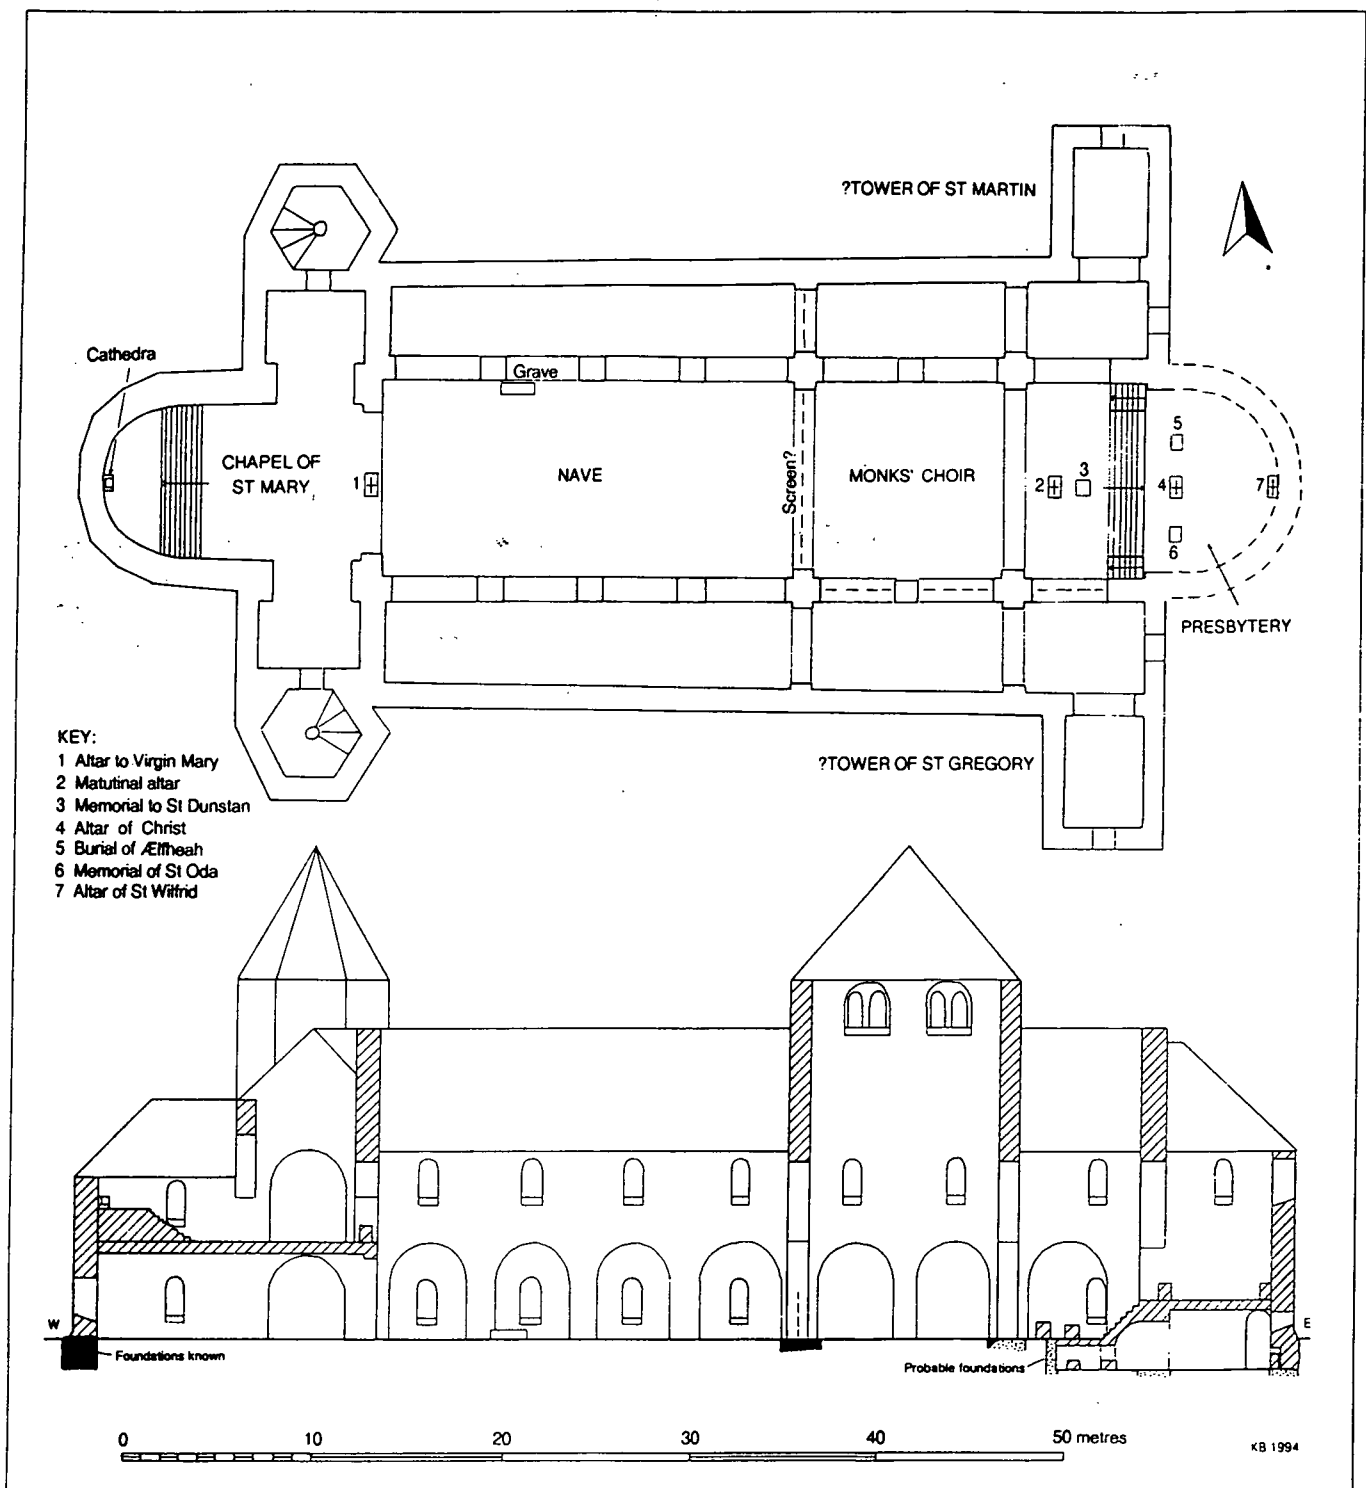 ?TOWER OF ST MARTIN
Cathedra
Grave
CHAPEL OF
ST MARY
1
NAVE
Screen?
MONKS' CHOIR
2
3
4
5
6
7
PRESBYTERY
?TOWER OF ST GREGORY
KEY:
1 Altar to Virgin Mary
2 Matutinal altar
3 Memorial to St Dunstan
4 Altar of Christ
5 Burial of Ælfheah
6 Memorial of St Oda
7 Altar of St Wilfrid
W
E
Foundations known
Probable foundations
0 10 20 30 40 50 metres
KB 1994